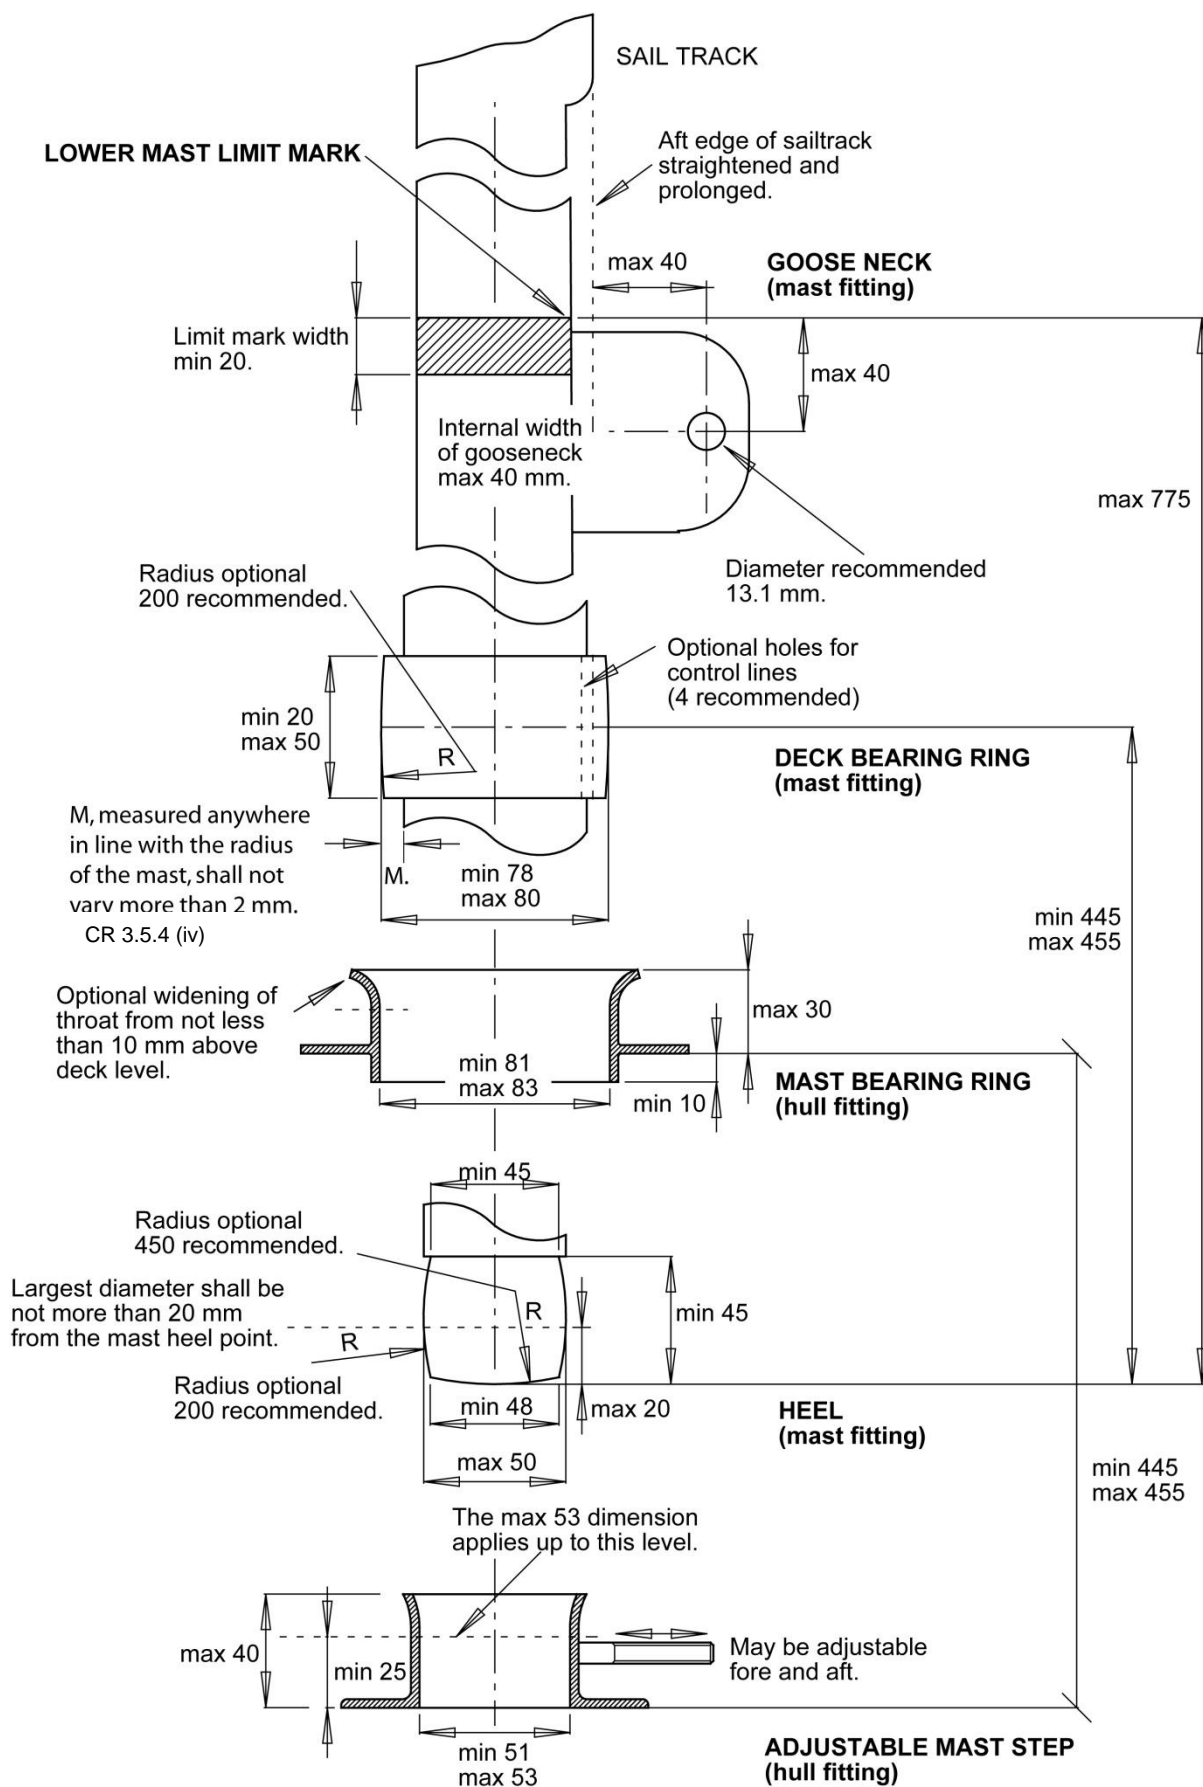 SAIL TRACK
LOWER MAST LIMIT MARK
Aft edge of sailtrack
straightened and
prolonged.
max 40
GOOSE NECK
(mast fitting)
Limit mark width
min 20.
max 40
Internal width
of gooseneck
max 40 mm.
max 775
Radius optional
200 recommended.
Diameter recommended
13.1 mm.
Optional holes for
control lines
(4 recommended)
min 20
max 50
R
DECK BEARING RING
(mast fitting)
M, measured anywhere
in line with the radius
of the mast, shall not
vary more than 2 mm.
CR 3.5.4 (iv)
M.
min 78
max 80
min 445
max 455
Optional widening of
throat from not less
than 10 mm above
deck level.
max 30
min 81
max 83
MAST BEARING RING
(hull fitting)
min 10
min 45
Radius optional
450 recommended.
Largest diameter shall be
not more than 20 mm
from the mast heel point.
R
R
min 45
Radius optional
200 recommended.
min 48
max 20
HEEL
(mast fitting)
max 50
min 445
max 455
The max 53 dimension
applies up to this level.
max 40
min 25
May be adjustable
fore and aft.
min 51
max 53
ADJUSTABLE MAST STEP
(hull fitting)